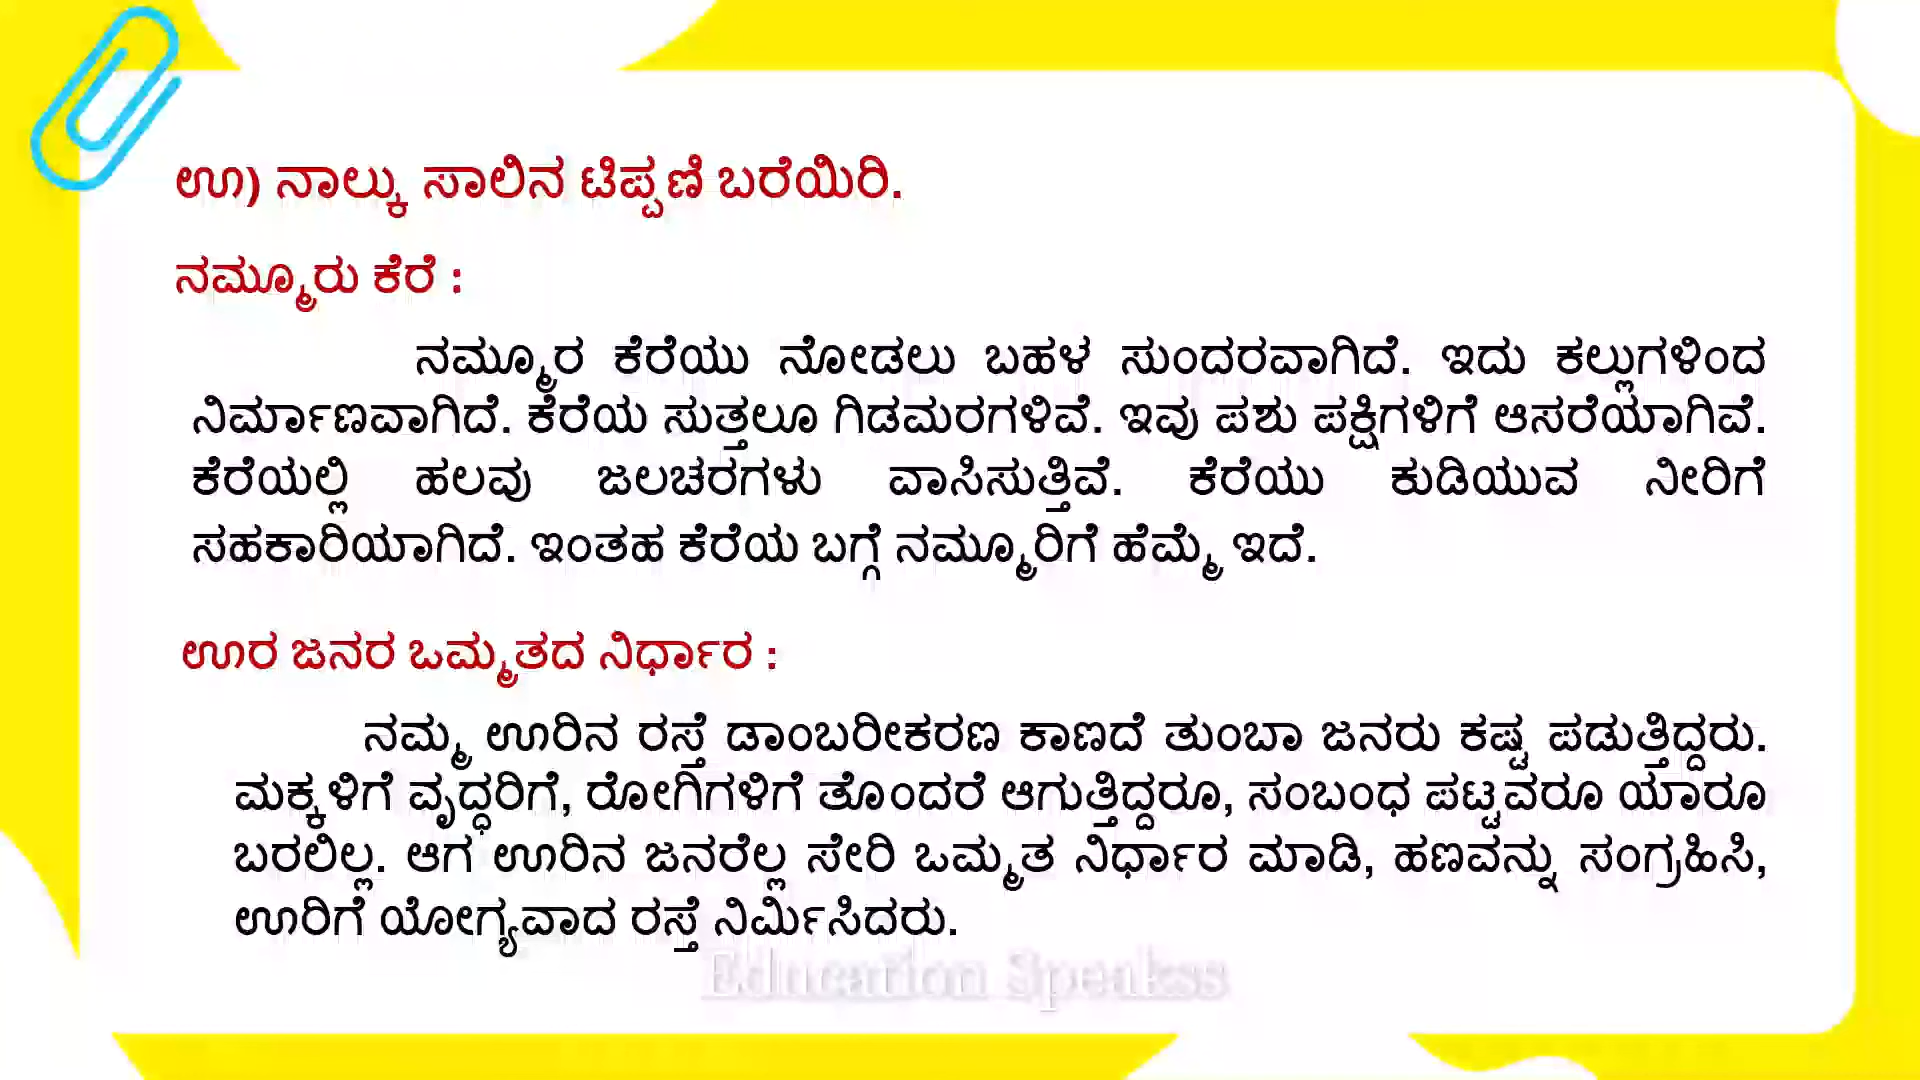 ಊ) ನಾಲ್ಕು ಸಾಲಿನ ಟಿಪ್ಪಣಿ ಬರೆಯಿರಿ.
ನಮ್ಮೂರು ಕೆರೆ :
ನಮ್ಮೂರ ಕೆರೆಯು ನೋಡಲು ಬಹಳ ಸುಂದರವಾಗಿದೆ. ಇದು ಕಲ್ಲುಗಳಿಂದ
ನಿರ್ಮಾಣವಾಗಿದೆ. ಕೆರೆಯ ಸುತ್ತಲೂ ಗಿಡಮರಗಳಿವೆ. ಇವು ಪಶು ಪಕ್ಷಿಗಳಿಗೆ ಆಸರೆಯಾಗಿವೆ.
ಕೆರೆಯಲ್ಲಿ ಹಲವು ಜಲಚರಗಳು ವಾಸಿಸುತ್ತಿವೆ. ಕೆರೆಯು ಕುಡಿಯುವ ನೀರಿಗೆ
ಸಹಕಾರಿಯಾಗಿದೆ. ಇಂತಹ ಕೆರೆಯ ಬಗ್ಗೆ ನಮ್ಮೂರಿಗೆ ಹೆಮ್ಮೆ ಇದೆ.
ಊರ ಜನರ ಒಮ್ಮತದ ನಿರ್ಧಾರ :
ನಮ್ಮ ಊರಿನ ರಸ್ತೆ ಡಾಂಬರೀಕರಣ ಕಾಣದೆ ತುಂಬಾ ಜನರು ಕಷ್ಟ ಪಡುತ್ತಿದ್ದರು.
ಮಕ್ಕಳಿಗೆ ವೃದ್ಧರಿಗೆ, ರೋಗಿಗಳಿಗೆ ತೊಂದರೆ ಆಗುತ್ತಿದ್ದರೂ, ಸಂಬಂಧ ಪಟ್ಟವರೂ ಯಾರೂ
ಬರಲಿಲ್ಲ. ಆಗ ಊರಿನ ಜನರೆಲ್ಲ ಸೇರಿ ಒಮ್ಮತ ನಿರ್ಧಾರ ಮಾಡಿ, ಹಣವನ್ನು ಸಂಗ್ರಹಿಸಿ,
ಊರಿಗೆ ಯೋಗ್ಯವಾದ ರಸ್ತೆ ನಿರ್ಮಿಸಿದರು.
Education Speakss